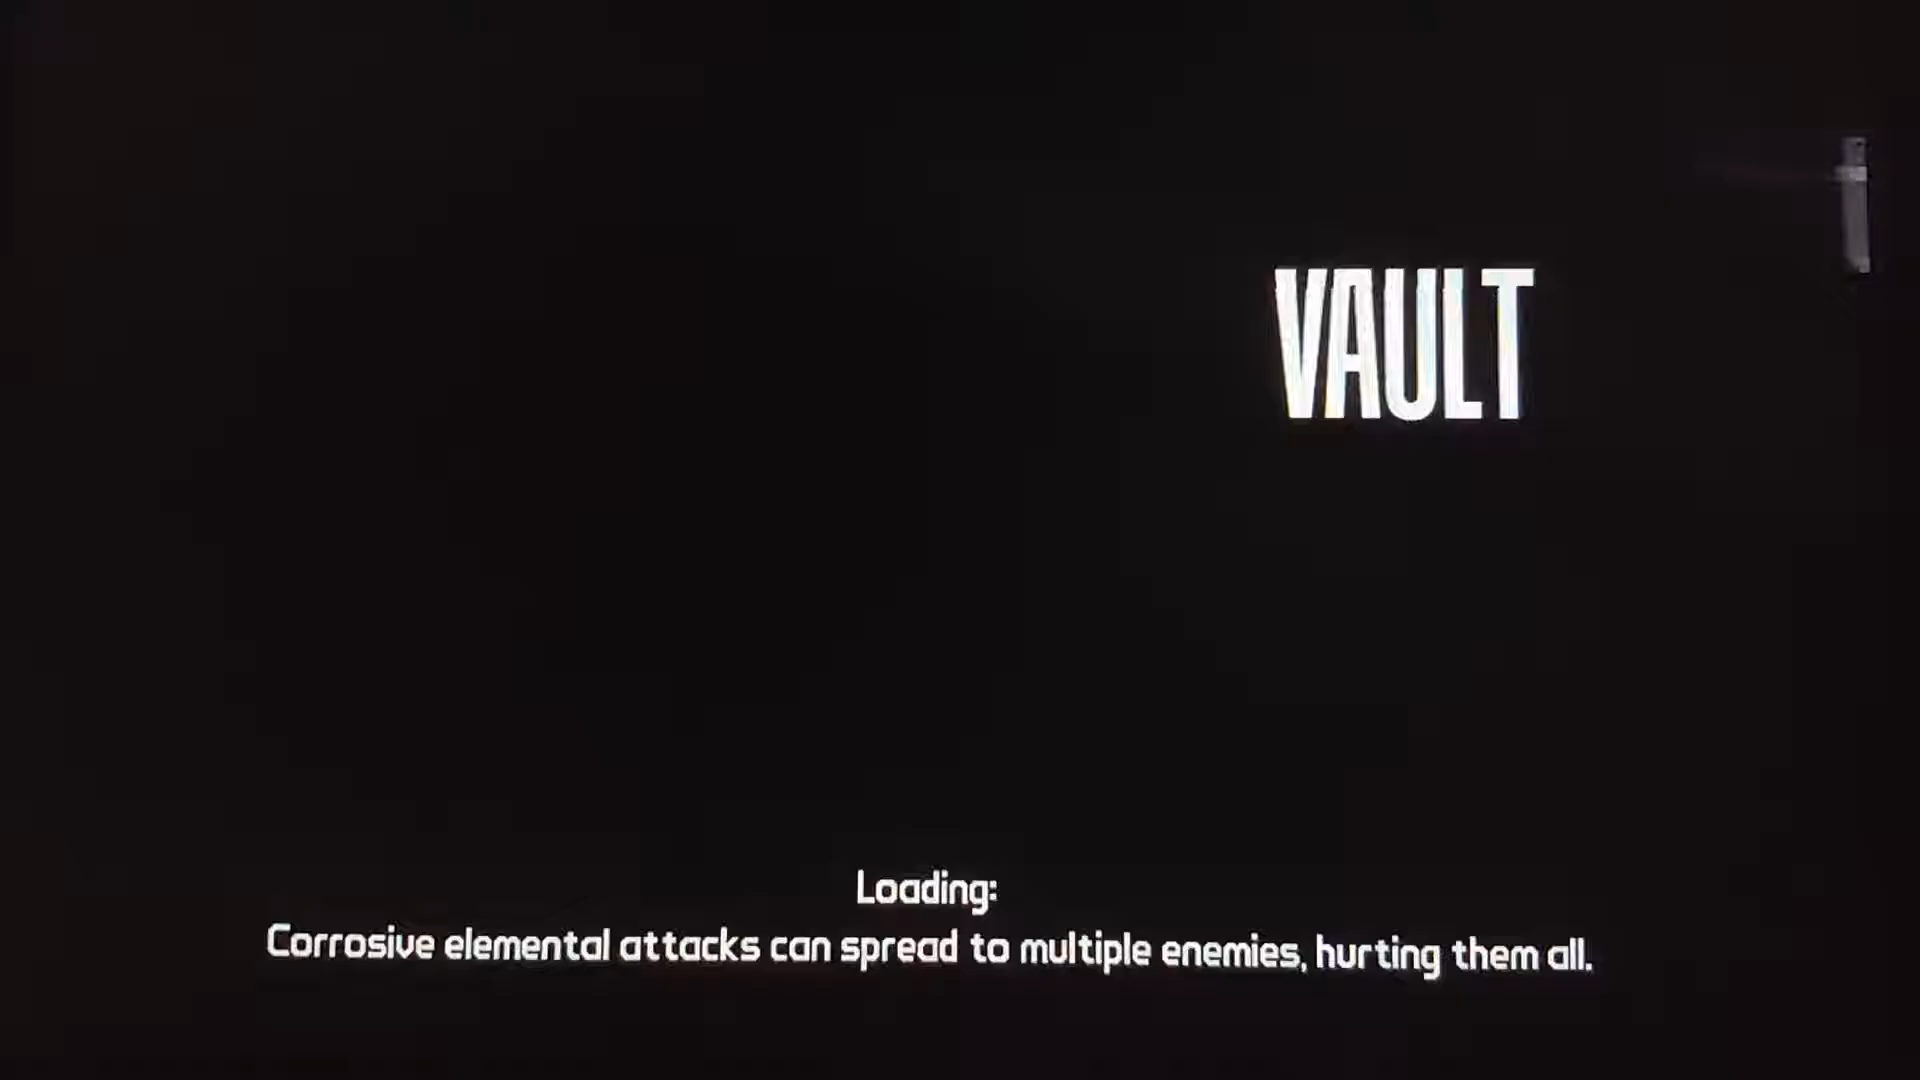 VAULT
Loading:
Corrosive elemental attacks can spread to multiple enemies, hurting them all.